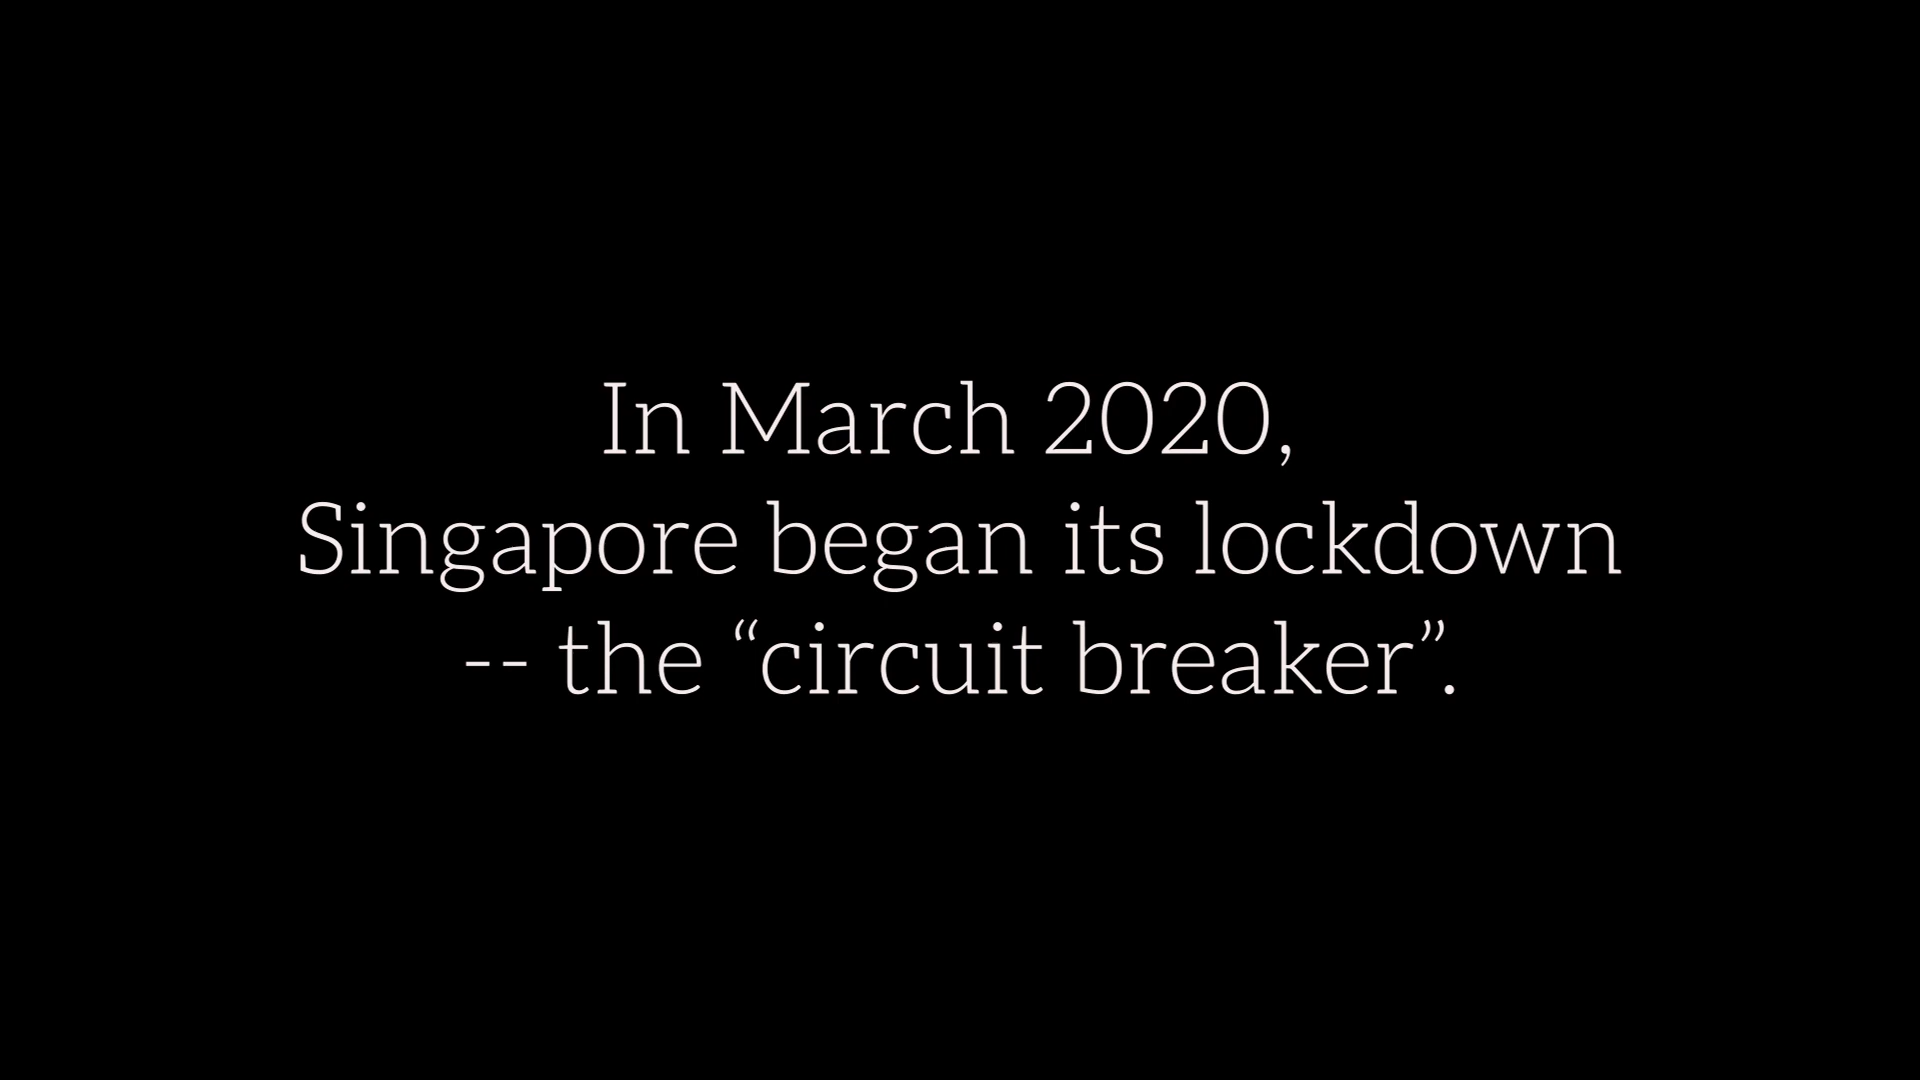 In March 2020,
Singapore began its lockdown
-- the “circuit breaker”.